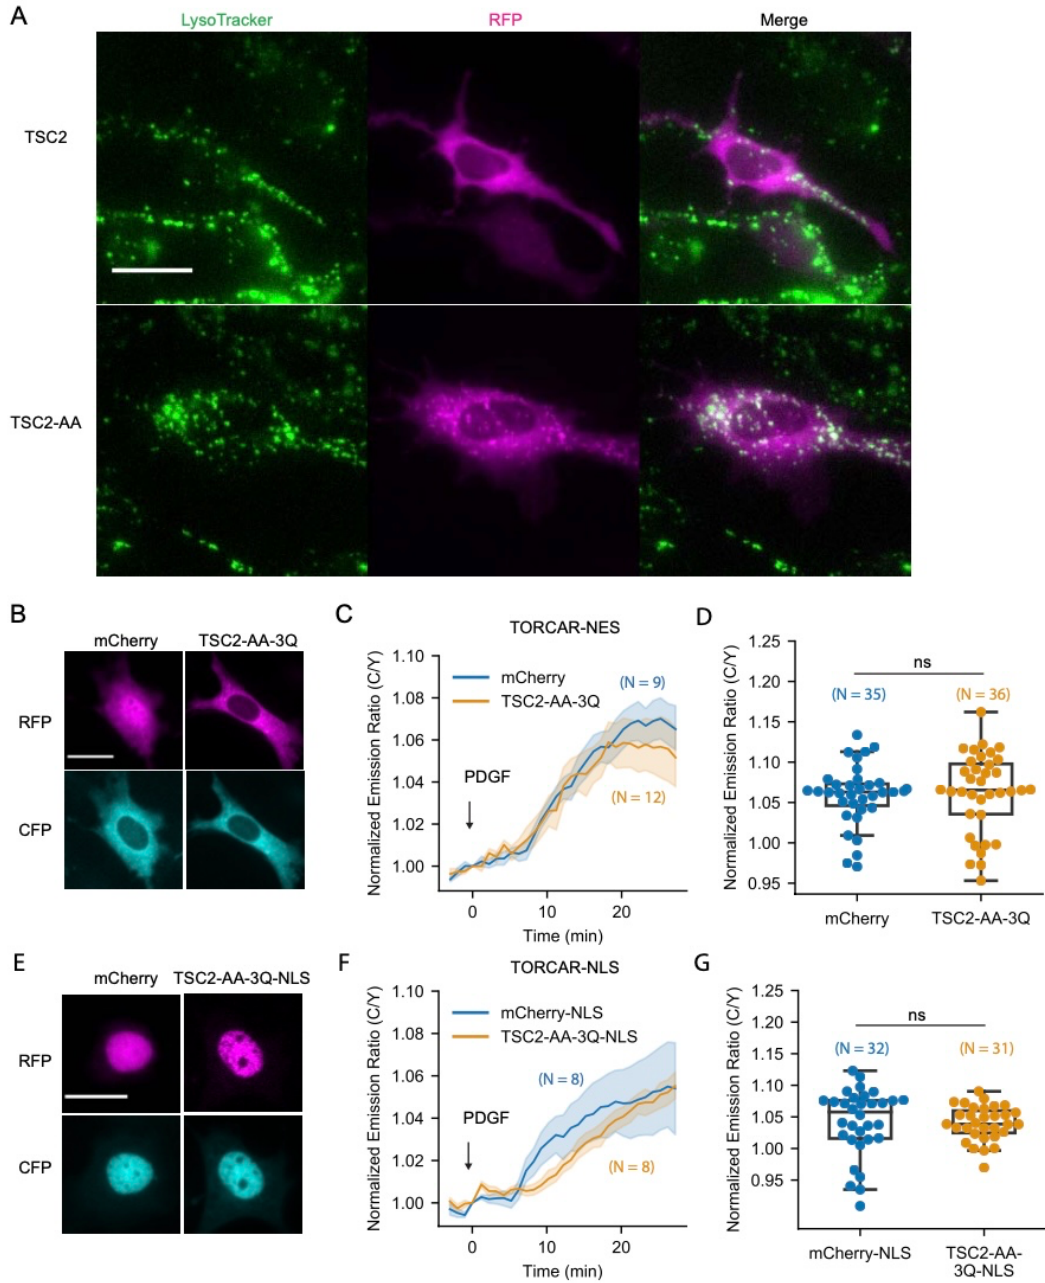 A
LysoTracker
RFP
Merge
TSC2
TSC2-AA
B
mCherry
TSC2-AA-3Q
RFP
CFP
C
TORCAR-NES
Normalized Emission Ratio (C/Y)
1.10
1.08
1.06
1.04
1.02
1.00
mCherry
TSC2-AA-3Q
(N = 9)
PDGF
(N = 12)
0
10
20
Time (min)
D
Normalized Emission Ratio (C/Y)
1.25
1.20
1.15
1.10
1.05
1.00
0.95
ns
(N = 35)
(N = 36)
mCherry
TSC2-AA-3Q
E
mCherry
TSC2-AA-3Q-NLS
RFP
CFP
F
TORCAR-NLS
Normalized Emission Ratio (C/Y)
1.10
1.08
1.06
1.04
1.02
1.00
mCherry-NLS
TSC2-AA-3Q-NLS
(N = 8)
PDGF
(N = 8)
0
10
20
Time (min)
G
Normalized Emission Ratio (C/Y)
1.25
1.20
1.15
1.10
1.05
1.00
0.95
ns
(N = 32)
(N = 31)
mCherry-NLS
TSC2-AA-
3Q-NLS